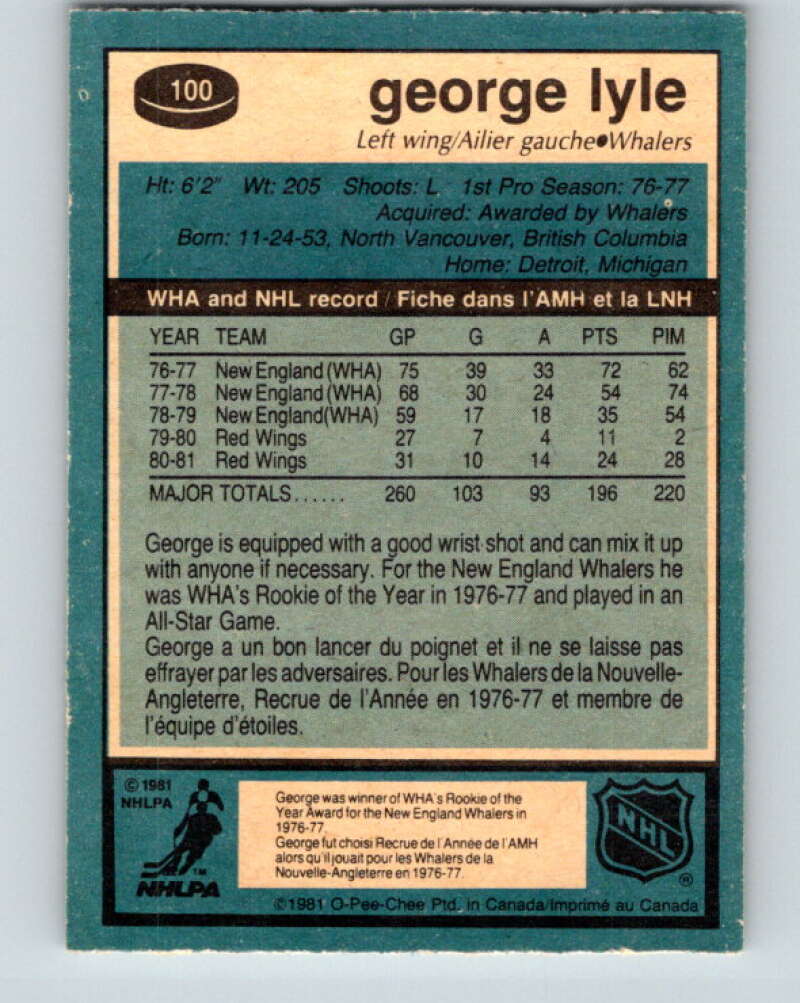 100
george lyle
Left wing/Ailier gauche●Whalers
Ht: 6'2" Wt: 205 Shoots: L 1st Pro Season: 76-77
Acquired: Awarded by Whalers
Born: 11-24-53, North Vancouver, British Columbia
Home: Detroit, Michigan
WHA and NHL record / Fiche dans l'AMH et la LNH
YEAR TEAM GP G A PTS PIM
76-77 New England (WHA) 75 39 33 72 62
77-78 New England (WHA) 68 30 24 54 74
78-79 New England(WHA) 59 17 18 35 54
79-80 Red Wings 27 7 4 11 2
80-81 Red Wings 31 10 14 24 28
MAJOR TOTALS...... 260 103 93 196 220
George is equipped with a good wrist shot and can mix it up
with anyone if necessary. For the New England Whalers he
was WHA's Rookie of the Year in 1976-77 and played in an
All-Star Game.
George a un bon lancer du poignet et il ne se laisse pas
effrayer par les adversaires. Pour les Whalers de la Nouvelle-
Angleterre, Recrue de l'Année en 1976-77 et membre de
l'équipe d'étoiles.
© 1981
NHLPA
TM
NHLPA
George was winner of WHA's Rookie of the
Year Award for the New England Whalers in
1976-77.
George fut choisi Recrue de l'Année de l'AMH
alors qu'il jouait pour les Whalers de la
Nouvelle-Angleterre en 1976-77.
NHL
®
©1981 O-Pee-Chee Ptd. in Canada/Imprimé au Canada